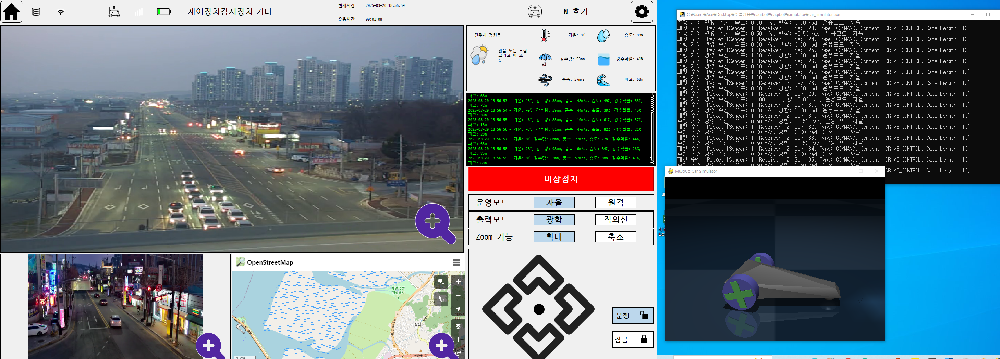 제어장치 감시장치 기타
현재시간 2025-03-20 18:56:59
운용시간 00:01:08
N 호기
전주시 경원동
기온: 8℃
습도: 88%
맑음 또는 흐림
그리고 비 또는
눈
강수량: 53mm
강수확률: 41%
풍속: 57m/s
파고: 68m
파고: 63m
2025-03-20 18:56:53 - 기온: 15℃, 강수량: 55mm, 풍속: 48m/s, 습도: 49%, 강수확률: 35%,
파고: 72m
2025-03-20 18:56:54 - 기온: -9℃, 강수량: 59mm, 풍속: 44m/s, 습도: 39%, 강수확률: 45%,
파고: 30m
2025-03-20 18:56:55 - 기온: -6℃, 강수량: 85mm, 풍속: 10m/s, 습도: 61%, 강수확률: 57%,
파고: 18m
2025-03-20 18:56:56 - 기온: -7℃, 강수량: 81mm, 풍속: 47m/s, 습도: 82%, 강수확률: 21%,
파고: 28m
2025-03-20 18:56:57 - 기온: 8℃, 강수량: 80mm, 풍속: 27m/s, 습도: 72%, 강수확률: 44%,
파고: 63m
2025-03-20 18:56:58 - 기온: 28℃, 강수량: 98mm, 풍속: 6m/s, 습도: 84%, 강수확률: 26%,
파고: 85m
2025-03-20 18:56:59 - 기온: 8℃, 강수량: 53mm, 풍속: 57m/s, 습도: 88%, 강수확률: 41%,
파고: 68m
비상정지
운영모드 자율 원격
출력모드 광학 적외선
Zoom 기능 확대 축소
운행
잠금
OpenStreetMap
새만금 환
경생태지
구
705
4
장신리
290 m
변산바다로
1 km
C:₩Users₩Ace₩Desktop₩수륙양용₩nagibot₩nagibot₩simulator₩car_simulator.exe
주행 제어 명령 수신: 속도: 0.00 m/s, 방향: 0.00 rad, 운용모드: 자율
패킷 수신: Packet [Sender: 1, Receiver: 2, Seq: 23, Type: COMMAND, Content: DRIVE_CONTROL, Data Length: 10]
주행 제어 명령 수신: 속도: 0.50 m/s, 방향: -0.50 rad, 운용모드: 자율
패킷 수신: Packet [Sender: 1, Receiver: 2, Seq: 24, Type: COMMAND, Content: DRIVE_CONTROL, Data Length: 10]
주행 제어 명령 수신: 속도: 0.00 m/s, 방향: 0.00 rad, 운용모드: 자율
패킷 수신: Packet [Sender: 1, Receiver: 2, Seq: 25, Type: COMMAND, Content: DRIVE_CONTROL, Data Length: 10]
주행 제어 명령 수신: 속도: 1.00 m/s, 방향: 0.00 rad, 운용모드: 자율
패킷 수신: Packet [Sender: 1, Receiver: 2, Seq: 26, Type: COMMAND, Content: DRIVE_CONTROL, Data Length: 10]
주행 제어 명령 수신: 속도: 0.00 m/s, 방향: 0.00 rad, 운용모드: 자율
패킷 수신: Packet [Sender: 1, Receiver: 2, Seq: 27, Type: COMMAND, Content: DRIVE_CONTROL, Data Length: 10]
주행 제어 명령 수신: 속도: 1.00 m/s, 방향: 0.00 rad, 운용모드: 자율
패킷 수신: Packet [Sender: 1, Receiver: 2, Seq: 28, Type: COMMAND, Content: DRIVE_CONTROL, Data Length: 10]
주행 제어 명령 수신: 속도: 0.00 m/s, 방향: 0.00 rad, 운용모드: 자율
패킷 수신: Packet [Sender: 1, Receiver: 2, Seq: 29, Type: COMMAND, Content: DRIVE_CONTROL, Data Length: 10]
주행 제어 명령 수신: 속도: -1.00 m/s, 방향: 0.00 rad, 운용모드: 자율
패킷 수신: Packet [Sender: 1, Receiver: 2, Seq: 30, Type: COMMAND, Content: DRIVE_CONTROL, Data Length: 10]
주행 제어 명령 수신: 속도: 0.00 m/s, 방향: 0.00 rad, 운용모드: 자율
패킷 수신: Packet [Sender: 1, Receiver: 2, Seq: 31, Type: COMMAND, Content: DRIVE_CONTROL, Data Length: 10]
주행 제어 명령 수신: 속도: 0.50 m/s, 방향: -0.50 rad, 운용모드: 자율
패킷 수신: Packet [Sender: 1, Receiver: 2, Seq: 32, Type: COMMAND, Content: DRIVE_CONTROL, Data Length: 10]
주행 제어 명령 수신: 속도: 0.00 m/s, 방향: 0.00 rad, 운용모드: 자율
패킷 수신: Packet [Sender: 1, Receiver: 2, Seq: 33, Type: COMMAND, Content: DRIVE_CONTROL, Data Length: 10]
주행 제어 명령 수신: 속도: 0.50 m/s, 방향: -0.50 rad, 운용모드: 자율
패킷 수신: Packet [Sender: 1, Receiver: 2, Seq: 34, Type: COMMAND, Content: DRIVE_CONTROL, Data Length: 10]
주행 제어 명령 수신: 속도: 0.00 m/s, 방향: 0.00 rad, 운용모드: 자율
패킷 수신: Packet [Sender: 1, Receiver: 2, Seq: 35, Type: COMMAND, Content: DRIVE_CONTROL, Data Length: 10]
DRIVE_CONTROL, Data Length: 10]
MuJoCo Car Simulator